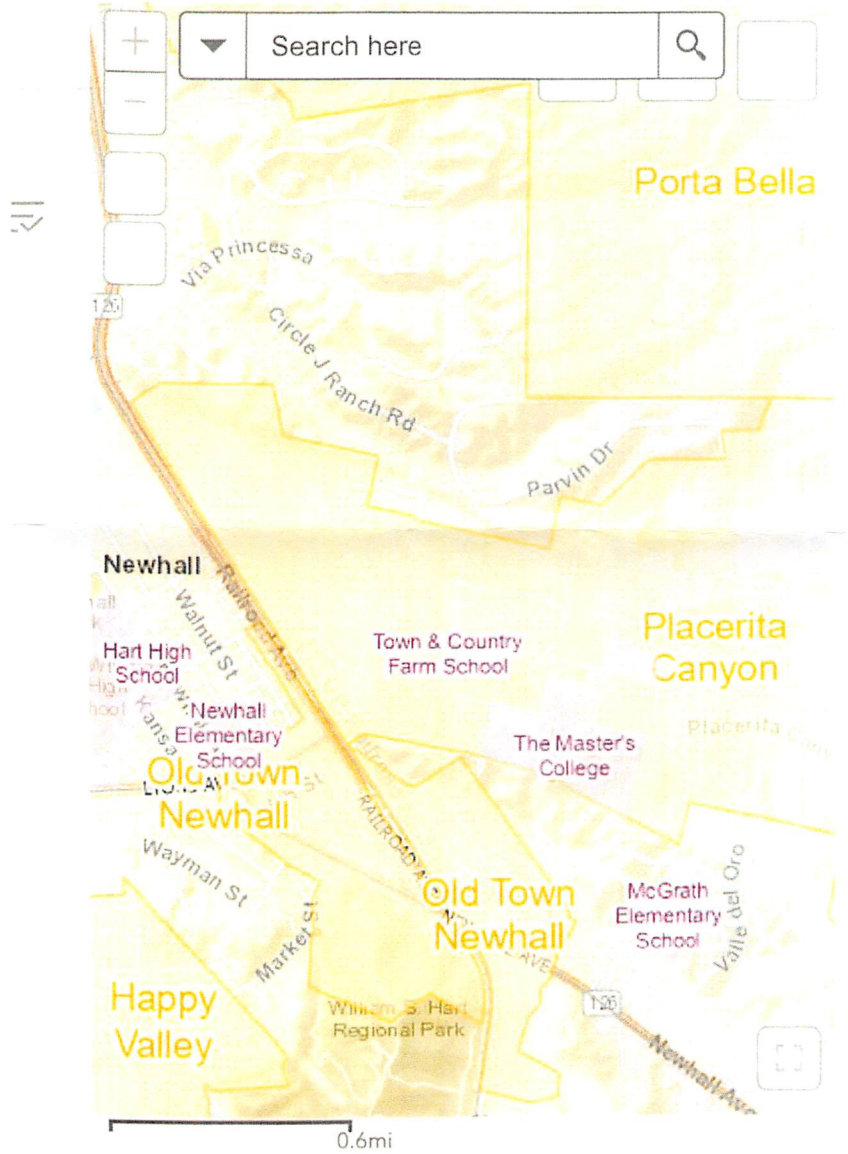 Search here
Porta Bella
Via Princessa
126
Circle J Ranch Rd
Parvin Dr
Newhall
Railroad Ave
Walnut St
Hart High
School
Town & Country
Farm School
Placerita
Canyon
Newhall
Elementary
School
The Master's
College
Placerita
Old Town
Newhall
RAILROAD
Wayman St
Market St
Old Town
Newhall
AVE
McGrath
Elementary
School
Valle del Oro
Happy
Valley
William S. Hart
Regional Park
126
Newhall Ave
0.6mi